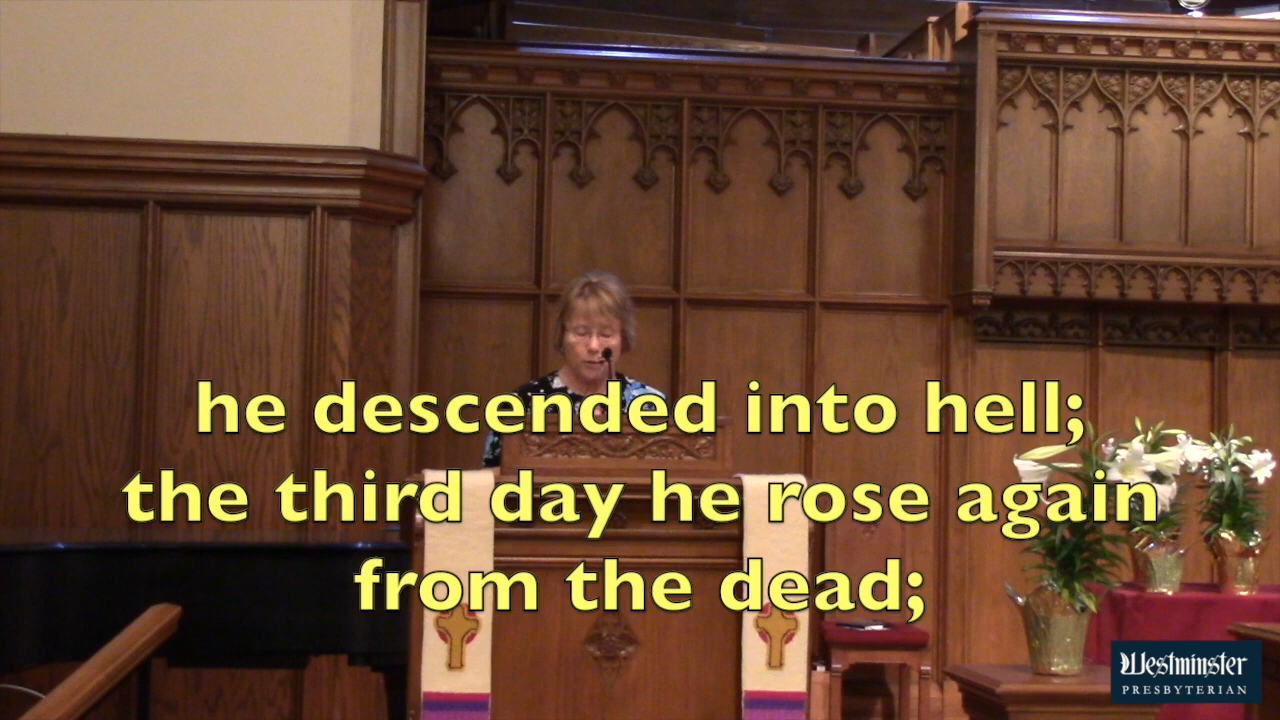 he descended into hell;
the third day he rose again
from the dead;
Westminster
PRESBYTERIAN